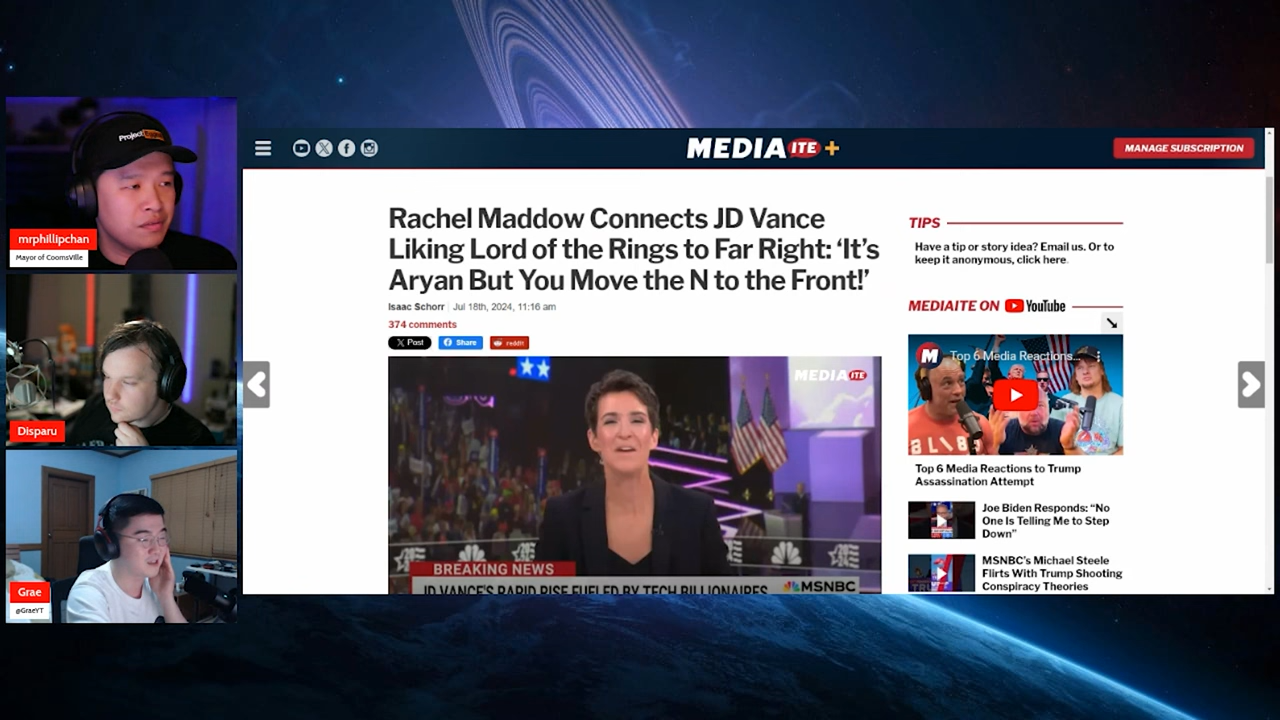 Project
mrphillipchan
Mayor of CoomsVille
Disparu
Grae
@GraeYT
MEDIAITE+
MANAGE SUBSCRIPTION
Rachel Maddow Connects JD Vance
Liking Lord of the Rings to Far Right: ‘It’s
Aryan But You Move the N to the Front!’
Isaac Schorr Jul 18th, 2024, 11:16 am
374 comments
X Post
Share
reddit
MEDIAITE
BREAKING NEWS
JD VANCE'S RAPID RISE FUELED BY TECH BILLIONAIRES
MSNBC
TIPS
Have a tip or story idea? Email us. Or to
keep it anonymous, click here.
MEDIAITE ON YouTube
M Top 6 Media Reactions...
Top 6 Media Reactions to Trump
Assassination Attempt
Joe Biden Responds: “No
One Is Telling Me to Step
Down”
MSNBC’s Michael Steele
Flirts With Trump Shooting
Conspiracy Theories